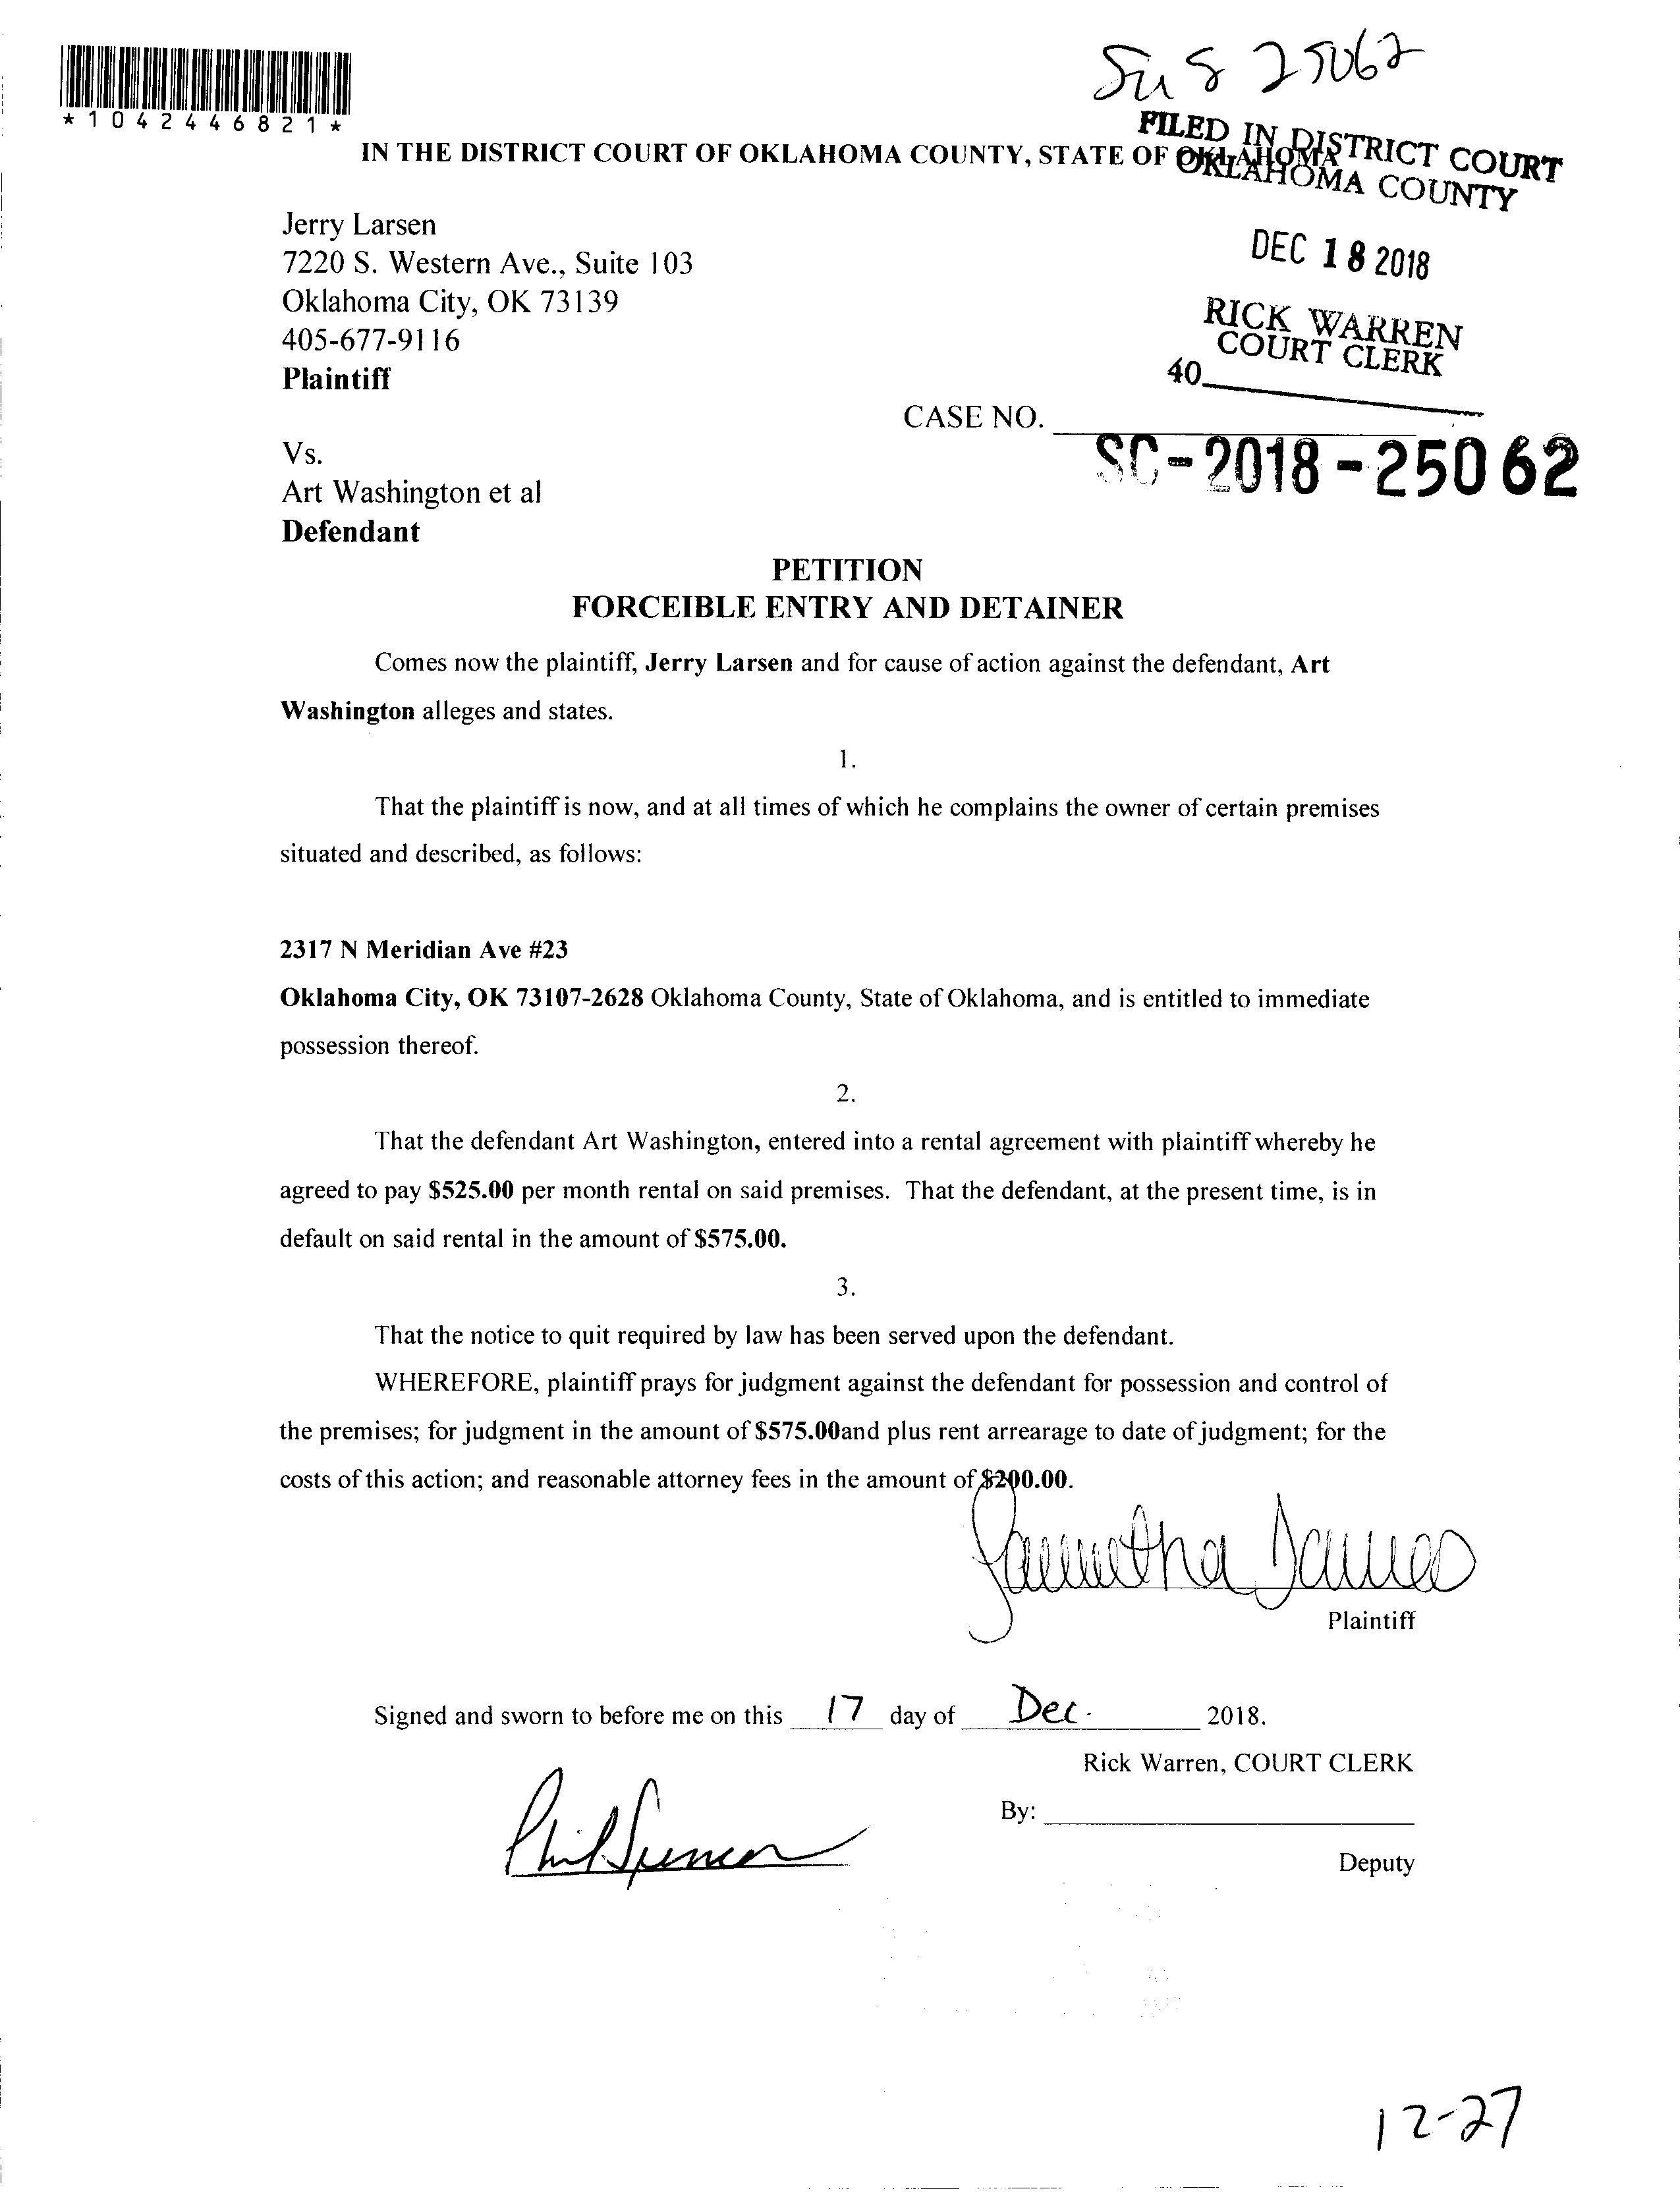 *1042446821*
FILED IN DISTRICT COURT
OKLAHOMA COUNTY
IN THE DISTRICT COURT OF OKLAHOMA COUNTY, STATE OF OKLAHOMA
Jerry Larsen
7220 S. Western Ave., Suite 103
Oklahoma City, OK 73139
405-677-9116
Plaintiff
DEC 18 2018
RICK WARREN
COURT CLERK
40
CASE NO.
SC-2018-25062
Vs.
Art Washington et al
Defendant
PETITION
FORCEIBLE ENTRY AND DETAINER
Comes now the plaintiff, Jerry Larsen and for cause of action against the defendant, Art
Washington alleges and states.
1.
That the plaintiff is now, and at all times of which he complains the owner of certain premises
situated and described, as follows:
2317 N Meridian Ave #23
Oklahoma City, OK 73107-2628 Oklahoma County, State of Oklahoma, and is entitled to immediate
possession thereof.
2.
That the defendant Art Washington, entered into a rental agreement with plaintiff whereby he
agreed to pay $525.00 per month rental on said premises. That the defendant, at the present time, is in
default on said rental in the amount of $575.00.
3.
That the notice to quit required by law has been served upon the defendant.
WHEREFORE, plaintiff prays for judgment against the defendant for possession and control of
the premises; for judgment in the amount of $575.00and plus rent arrearage to date of judgment; for the
costs of this action; and reasonable attorney fees in the amount of $200.00.
Samantha James
Plaintiff
Signed and sworn to before me on this 17 day of Dec. 2018.
Rick Warren, COURT CLERK
By:
Deputy
12-27